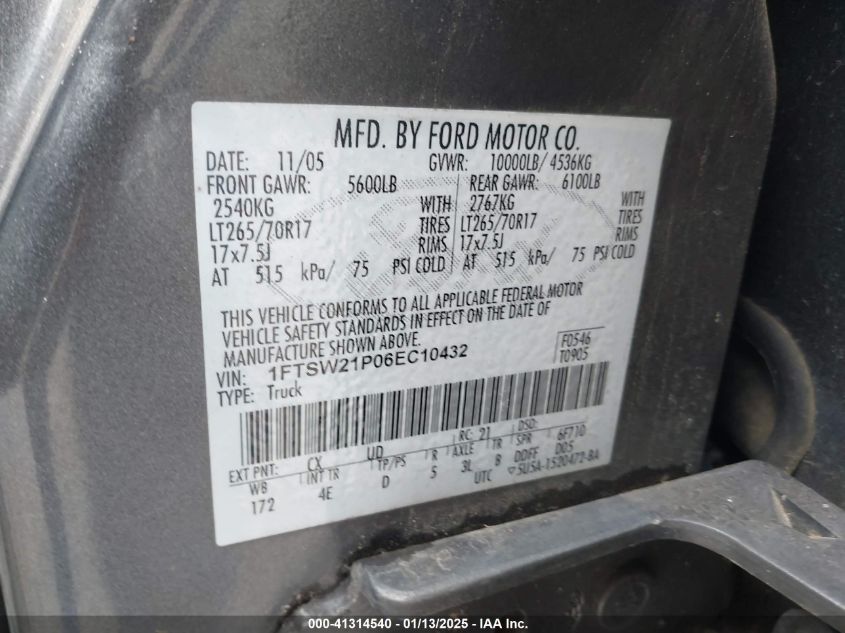 MFD. BY FORD MOTOR CO.
DATE: 11/05 GVWR: 10000LB/ 4536KG
FRONT GAWR: 5600LB REAR GAWR: 6100LB
2540KG WITH 2767KG WITH
LT265/70R17 TIRES LT265/70R17 TIRES
17x7.5J RIMS 17x7.5J RIMS
AT 515 kPa/ 75 PSI COLD AT 515 kPa/ 75 PSI COLD
THIS VEHICLE CONFORMS TO ALL APPLICABLE FEDERAL MOTOR
VEHICLE SAFETY STANDARDS IN EFFECT ON THE DATE OF
MANUFACTURE SHOWN ABOVE.
F0546
VIN: 1FTSW21P06EC10432 T0905
TYPE: Truck
EXT PNT: CX UD RC: 21 DSO:
WB INT TR TP/PS R AXLE TR SPR 6F710
172 4E D 5 3L B DDFF D05
UTC ▽5U5A-1520472-BA
000-41314540 - 01/13/2025 - IAA Inc.